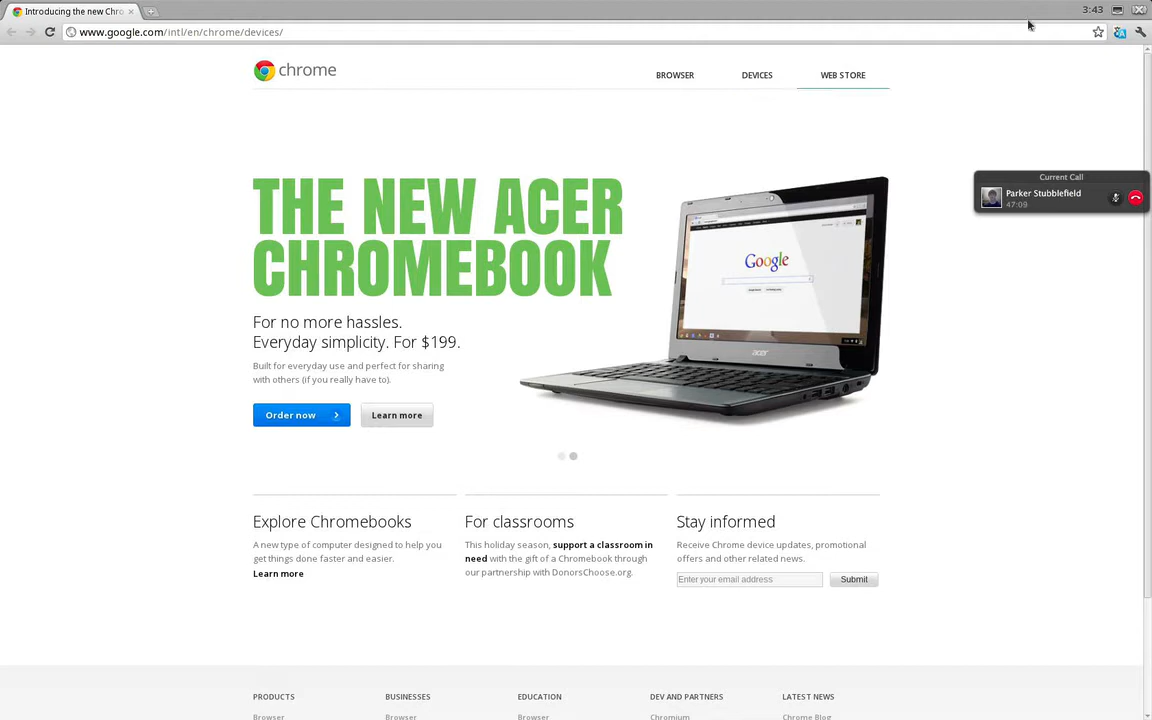 Introducing the new Chro
3:43
www.google.com/intl/en/chrome/devices/
chrome
BROWSER
DEVICES
WEB STORE
Current Call
Parker Stubblefield
47:09
THE NEW ACER
CHROMEBOOK
Google
acer
For no more hassles.
Everyday simplicity. For $199.
Built for everyday use and perfect for sharing
with others (if you really have to).
Order now
Learn more
Explore Chromebooks
A new type of computer designed to help you
get things done faster and easier.
Learn more
For classrooms
This holiday season, support a classroom in
need with the gift of a Chromebook through
our partnership with DonorsChoose.org.
Stay informed
Receive Chrome device updates, promotional
offers and other related news.
Enter your email address
Submit
PRODUCTS
BUSINESSES
EDUCATION
DEV AND PARTNERS
LATEST NEWS
Browser
Browser
Browser
Chromium
Chrome Blog